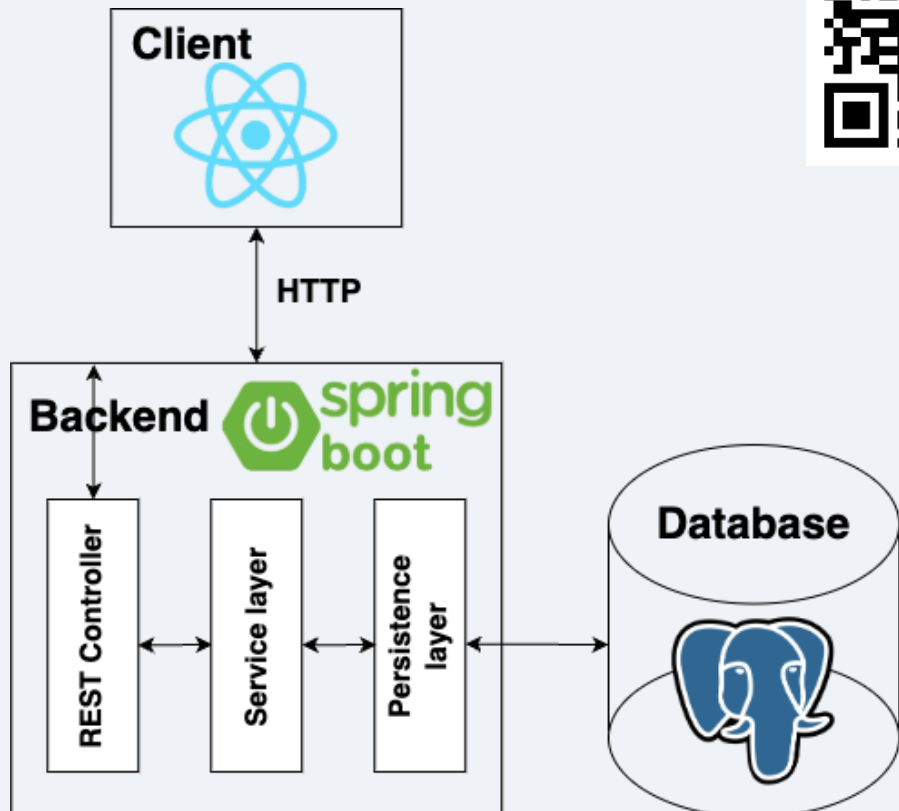 Client
HTTP
Backend
spring
boot
REST Controller
Service layer
Persistence
layer
Database